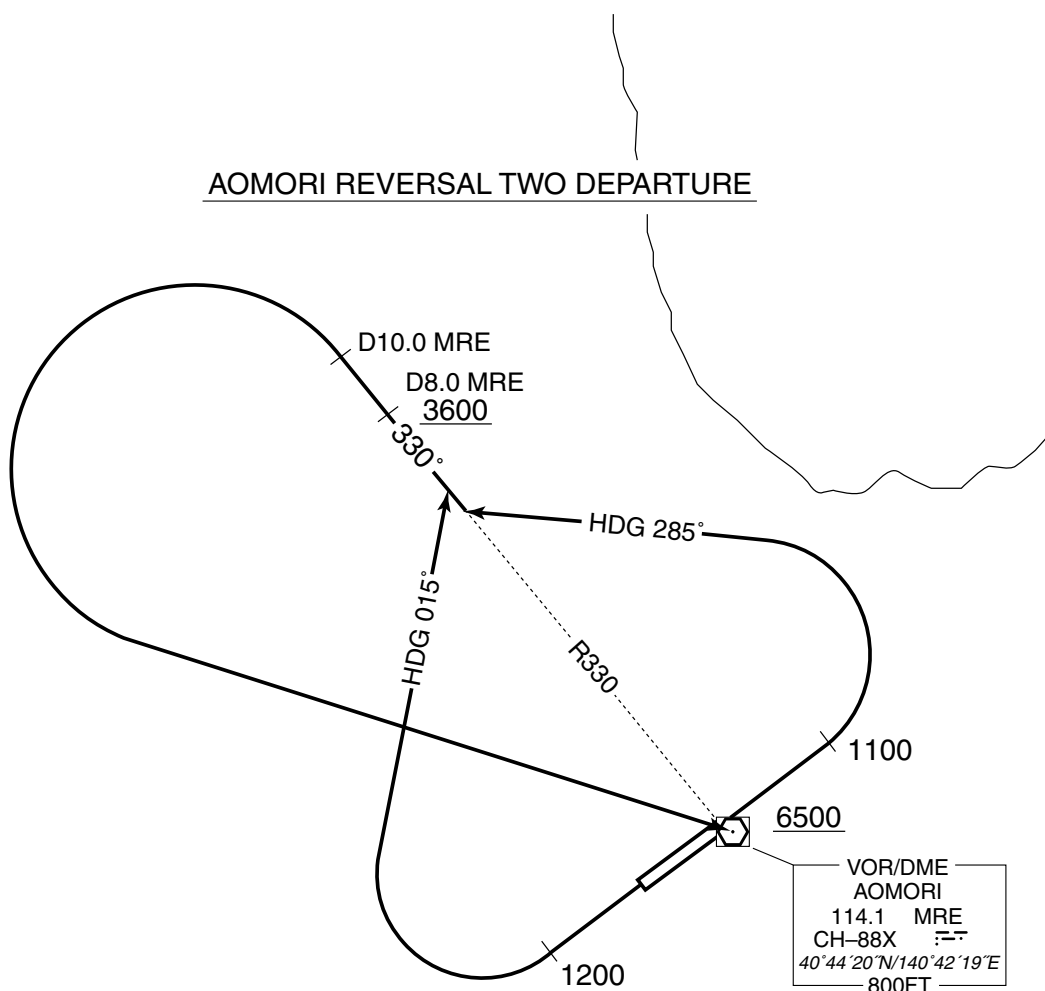 AOMORI REVERSAL TWO DEPARTURE
D10.0 MRE
D8.0 MRE
3600
330°
HDG 285°
HDG 015°
R330
1100
6500
1200
VOR/DME
AOMORI
114.1 MRE
CH–88X
40°44´20˝N/140°42´19˝E
800FT